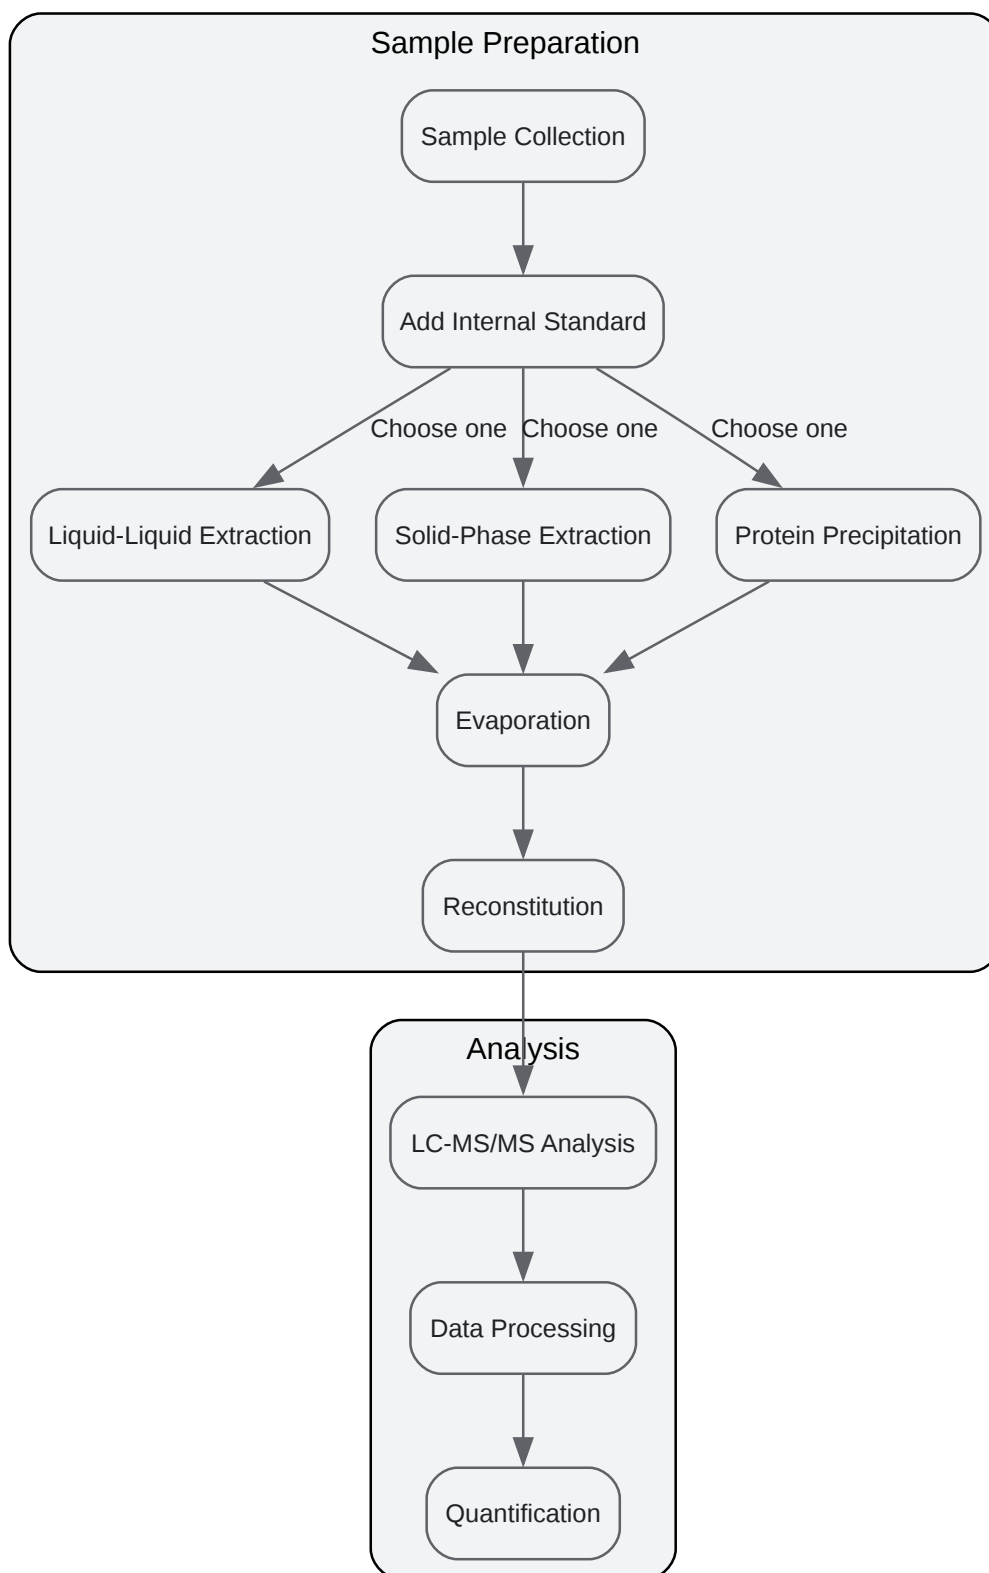 Sample Preparation
Sample Collection
Add Internal Standard
Choose one
Choose one
Choose one
Liquid-Liquid Extraction
Solid-Phase Extraction
Protein Precipitation
Evaporation
Reconstitution
Analysis
LC-MS/MS Analysis
Data Processing
Quantification